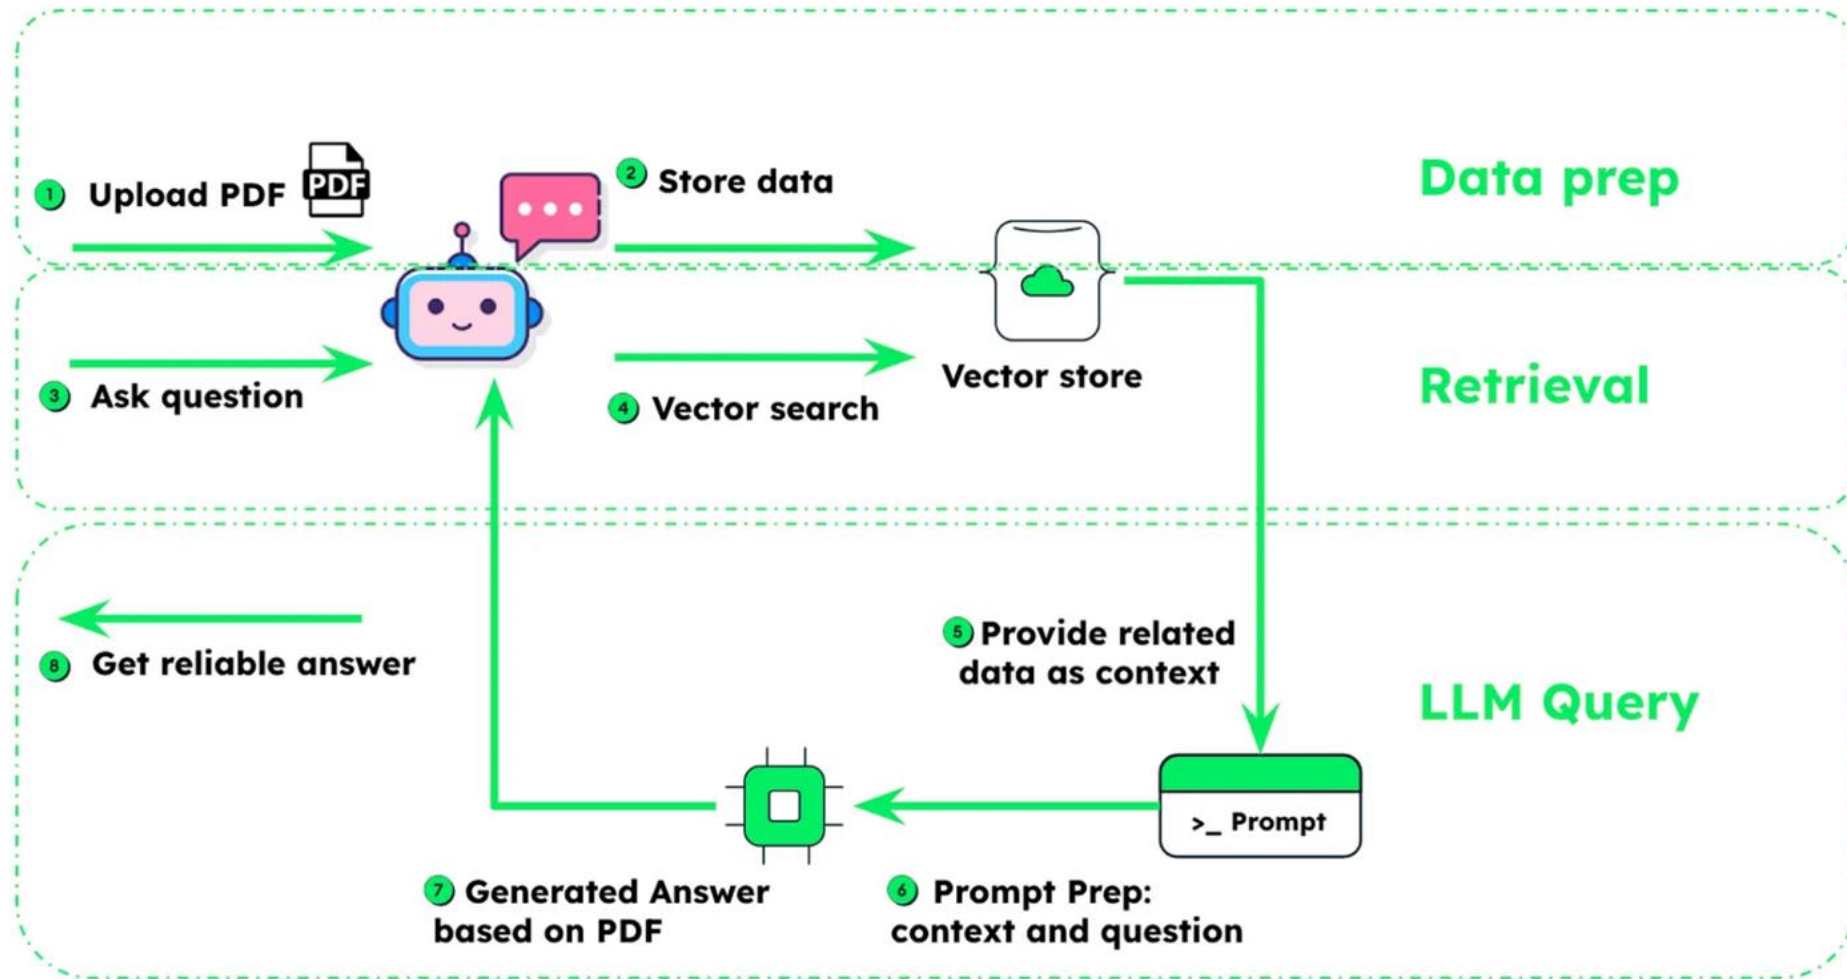 1 Upload PDF
PDF
2 Store data
Data prep
3 Ask question
4 Vector search
Vector store
Retrieval
5 Provide related
data as context
8 Get reliable answer
LLM Query
>_ Prompt
7 Generated Answer
based on PDF
6 Prompt Prep:
context and question